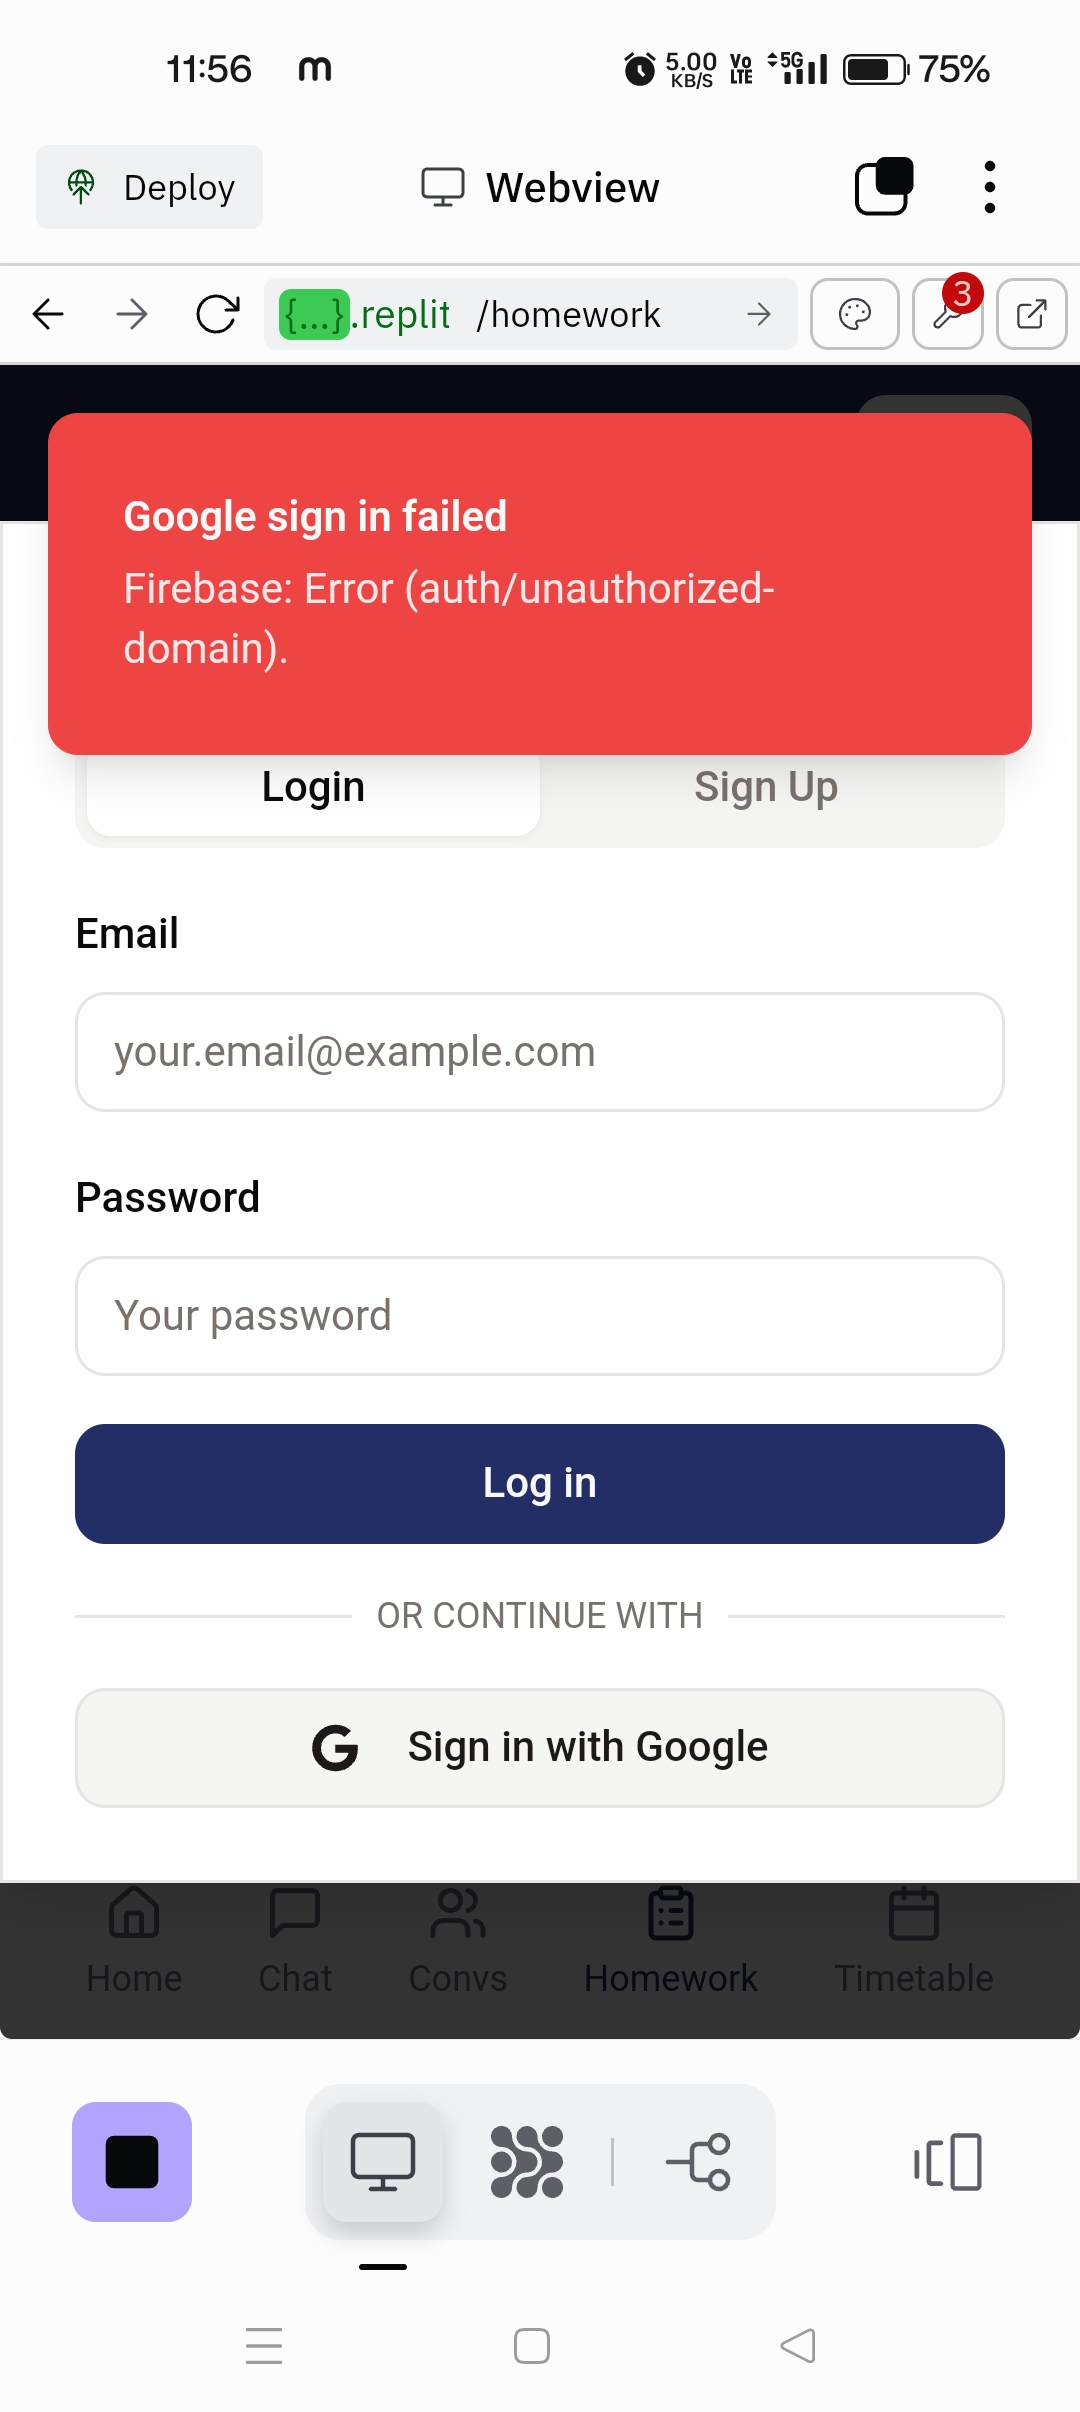 11:56 m 5.00 KB/S Vo LTE 5G 75%
Deploy Webview
{...}.replit /homework 3
Google sign in failed
Firebase: Error (auth/unauthorized-
domain).
Login Sign Up
Email
your.email@example.com
Password
Your password
Log in
OR CONTINUE WITH
G Sign in with Google
Home Chat Convs Homework Timetable